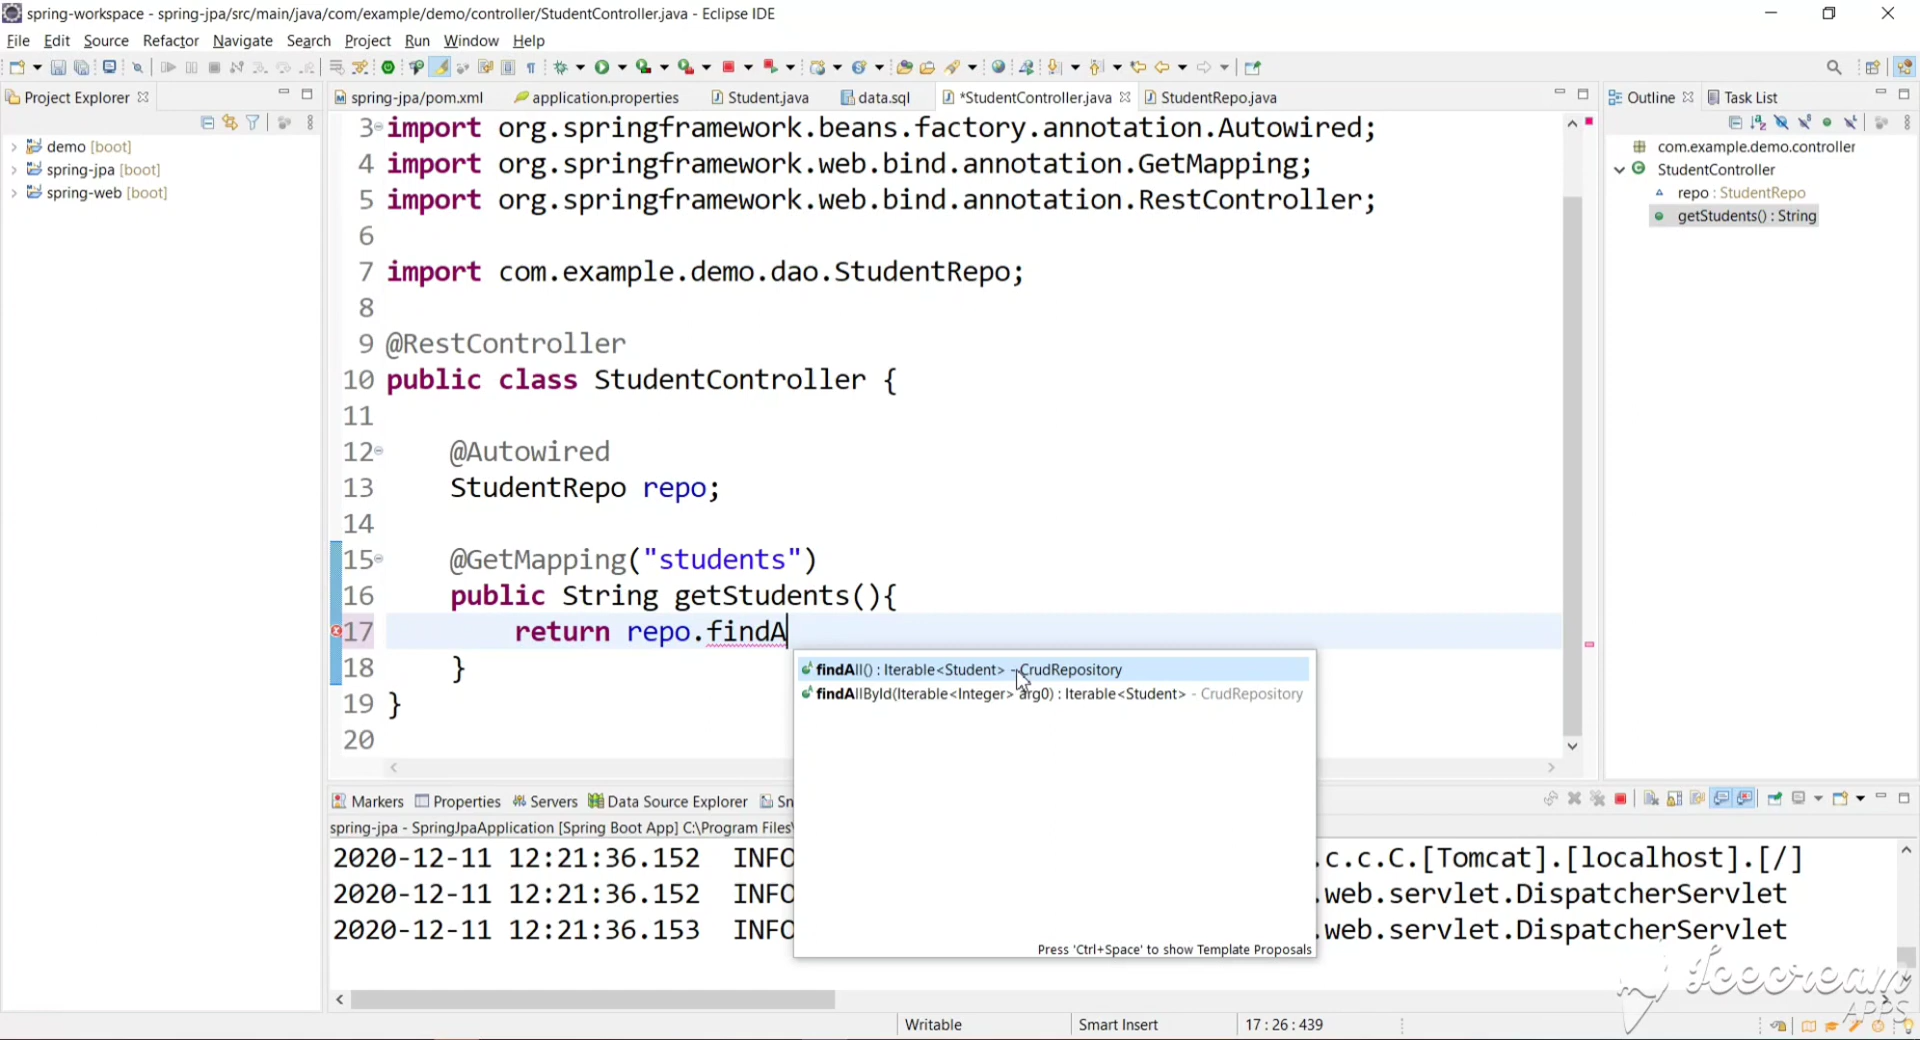 spring-workspace - spring-jpa/src/main/java/com/example/demo/controller/StudentController.java - Eclipse IDE
File Edit Source Refactor Navigate Search Project Run Window Help
Project Explorer
demo [boot]
spring-jpa [boot]
spring-web [boot]
spring-jpa/pom.xml application.properties Student.java data.sql *StudentController.java StudentRepo.java
3 import org.springframework.beans.factory.annotation.Autowired;
4 import org.springframework.web.bind.annotation.GetMapping;
5 import org.springframework.web.bind.annotation.RestController;
6
7 import com.example.demo.dao.StudentRepo;
8
9 @RestController
10 public class StudentController {
11
12 @Autowired
13 StudentRepo repo;
14
15 @GetMapping("students")
16 public String getStudents(){
17 return repo.findA
18 }
19 }
20
findAll() : Iterable<Student> - CrudRepository
findAllById(Iterable<Integer> arg0) : Iterable<Student> - CrudRepository
Press 'Ctrl+Space' to show Template Proposals
Outline Task List
com.example.demo.controller
StudentController
repo : StudentRepo
getStudents() : String
Markers Properties Servers Data Source Explorer Sn
spring-jpa - SpringJpaApplication [Spring Boot App] C:\Program Files\
2020-12-11 12:21:36.152 INFO .c.c.C.[Tomcat].[localhost].[/]
2020-12-11 12:21:36.152 INFO .web.servlet.DispatcherServlet
2020-12-11 12:21:36.153 INFO .web.servlet.DispatcherServlet
Icecream
APPS
Writable Smart Insert 17 : 26 : 439